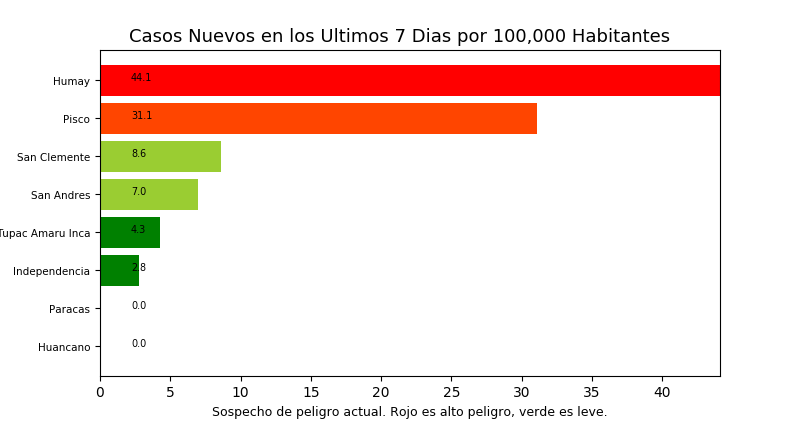 Casos Nuevos en los Ultimos 7 Dias por 100,000 Habitantes
Humay 44.1
Pisco 31.1
San Clemente 8.6
San Andres 7.0
Tupac Amaru Inca 4.3
Independencia 2.8
Paracas 0.0
Huancano 0.0
0 5 10 15 20 25 30 35 40
Sospecho de peligro actual. Rojo es alto peligro, verde es leve.